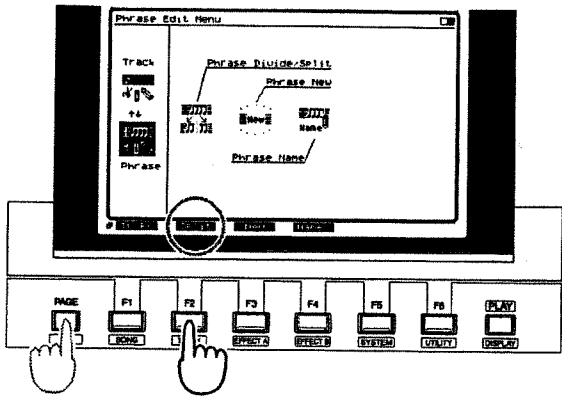 Phrase Edit Menu
Track
Phrase Divide/Split
Phrase New
New
Name
Phrase Name
Phrase
PAGE
F1
F2
F3
F4
F5
F6
PLAY
SONG
EFFECT A
EFFECT B
SYSTEM
UTILITY
DISPLAY